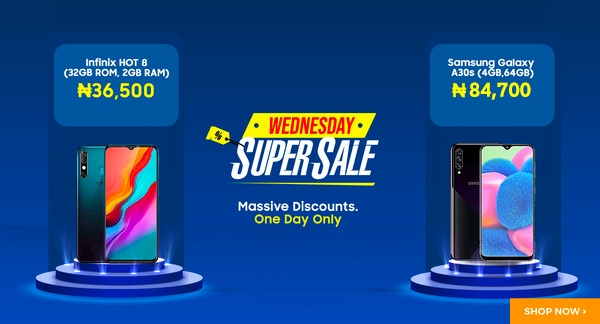 Infinix HOT 8
(32GB ROM, 2GB RAM)
₦36,500
Samsung Galaxy
A30s (4GB,64GB)
₦84,700
%
WEDNESDAY
SUPER SALE
Massive Discounts.
One Day Only
SHOP NOW ›